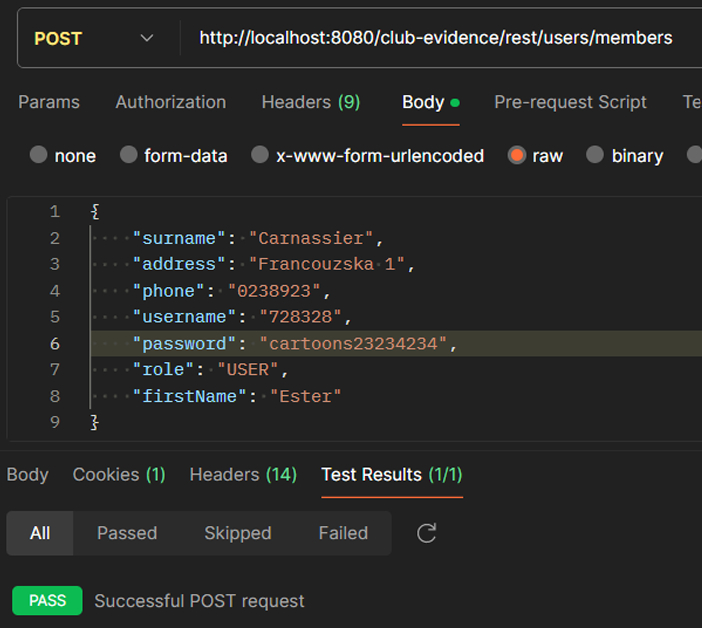 POST http://localhost:8080/club-evidence/rest/users/members
Params Authorization Headers (9) Body Pre-request Script Te
none form-data x-www-form-urlencoded raw binary
1 {
2 "surname": "Carnassier",
3 "address": "Francouzska 1",
4 "phone": "0238923",
5 "username": "728328",
6 "password": "cartoons23234234",
7 "role": "USER",
8 "firstName": "Ester"
9 }
Body Cookies (1) Headers (14) Test Results (1/1)
All Passed Skipped Failed
PASS Successful POST request